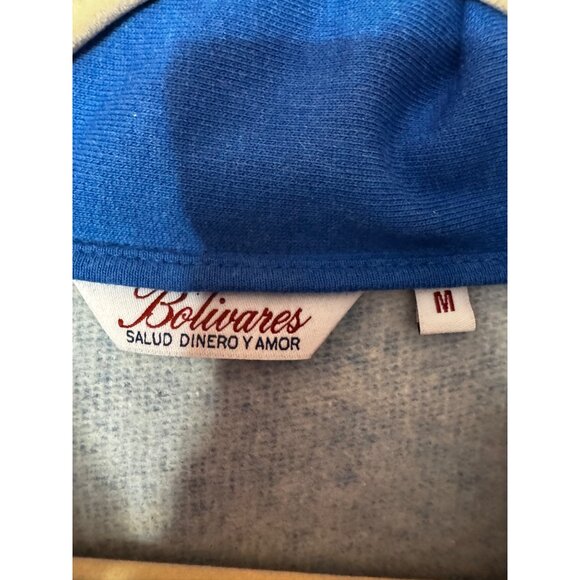 Bolivares
SALUD DINERO Y AMOR
M